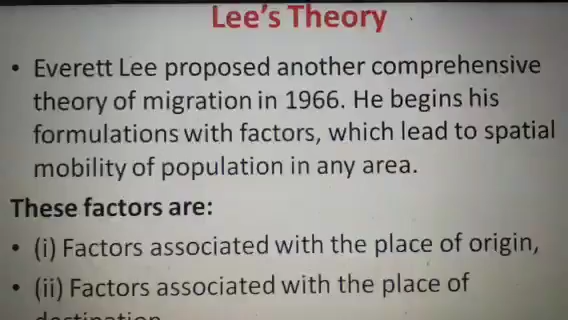 Lee's Theory
• Everett Lee proposed another comprehensive
theory of migration in 1966. He begins his
formulations with factors, which lead to spatial
mobility of population in any area.
These factors are:
• (i) Factors associated with the place of origin,
• (ii) Factors associated with the place of
destination